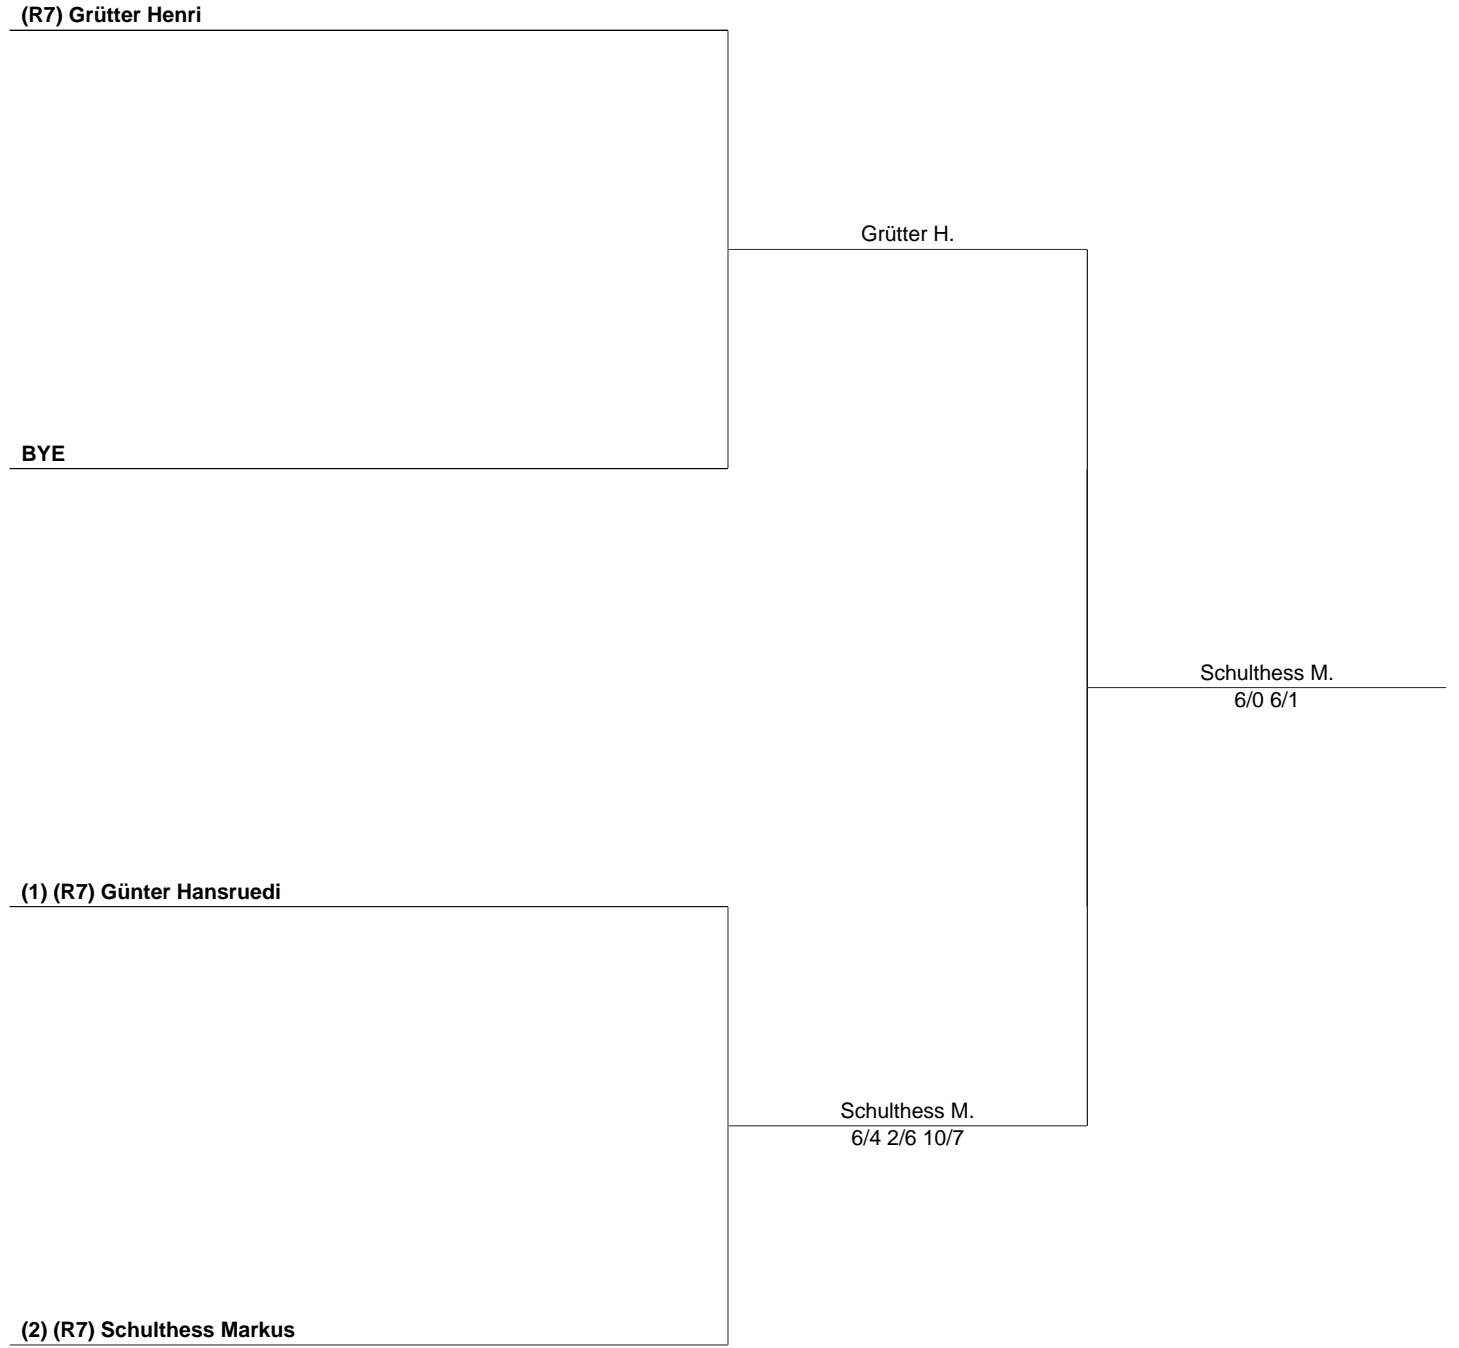 (R7) Grütter Henri
Grütter H.
BYE
Schulthess M.
6/0 6/1
(1) (R7) Günter Hansruedi
Schulthess M.
6/4 2/6 10/7
(2) (R7) Schulthess Markus